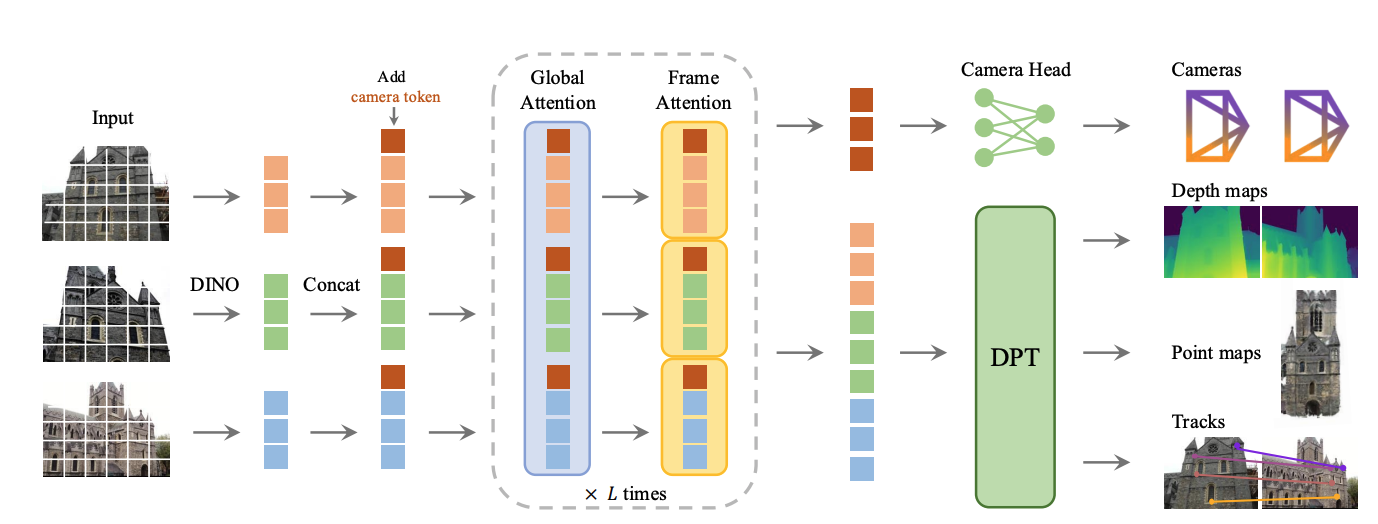 Input
DINO
Concat
Add
camera token
Global
Attention
Frame
Attention
× L times
Camera Head
DPT
Cameras
Depth maps
Point maps
Tracks